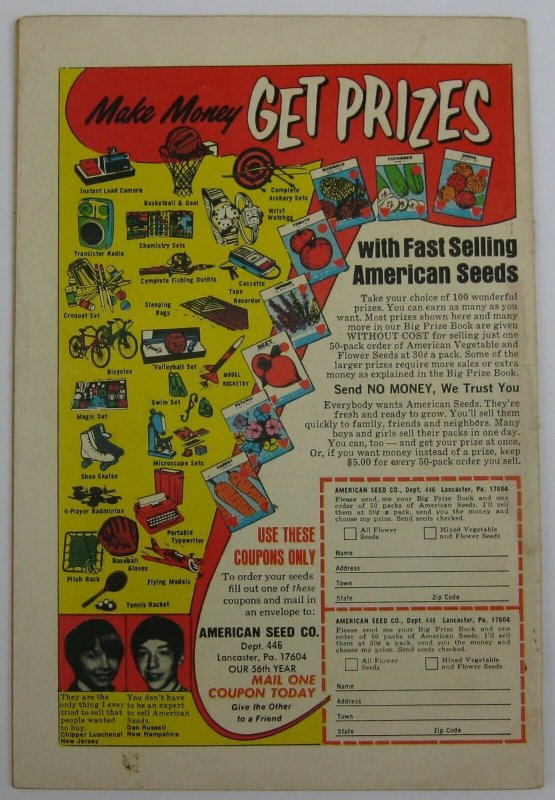 Make Money GET PRIZES
with Fast Selling
American Seeds
Take your choice of 100 wonderful
prizes. You can earn as many as you
want. Most prizes shown here and many
more in our Big Prize Book are given
WITHOUT COST for selling just one
50-pack order of American Vegetable and
Flower Seeds at 30¢ a pack. Some of the
larger prizes require more sales or extra
money as explained in the Big Prize Book.
Send NO MONEY, We Trust You
Everybody wants American Seeds. They're
fresh and ready to grow. You'll sell them
quickly to family, friends and neighbors. Many
boys and girls sell their packs in one day.
You can, too — and get your prize at once.
Or, if you want money instead of a prize, keep
$5.00 for every 50-pack order you sell.
Instant Load Camera
Basketball & Goal
Complete
Archery Sets
Wrist
Watches
Transistor Radio
Chemistry Sets
Complete Fishing Outfits
Cassette
Tape
Recorder
Croquet Set
Sleeping
Bags
Bicycles
Volleyball Set
MODEL
ROCKETRY
Magic Set
Swim Set
Shoe Skates
Microscope Sets
4-Player Badminton
Portable
Typewriter
Baseball
Gloves
Pitch Back
Flying Models
Tennis Racket
CUCUMBER
TOMATO
BEET
PETUNIA
CARROT
USE THESE
COUPONS ONLY
To order your seeds
fill out one of these
coupons and mail in
an envelope to:
AMERICAN SEED CO.
Dept. 446
Lancaster, Pa. 17604
OUR 56th YEAR
MAIL ONE
COUPON TODAY
Give the Other
to a Friend
They are the
only thing I ever
tried to sell that
people wanted
to buy.
Chipper Luschenat
New Jersey
You don't have
to be an expert
to sell American
Seeds.
Dan Russell
New Hampshire
AMERICAN SEED CO., Dept. 446 Lancaster, Pa. 17604
Please send me your Big Prize Book and one
order of 50 packs of American Seeds. I'll sell
them at 30¢ a pack, send you the money and
choose my prize. Send seeds checked.
All Flower
Seeds
Mixed Vegetable
and Flower Seeds
Name
Address
Town
State Zip Code
AMERICAN SEED CO., Dept. 446 Lancaster, Pa. 17604
Please send me your Big Prize Book and one
order of 50 packs of American Seeds. I'll sell
them at 30¢ a pack, send you the money and
choose my prize. Send seeds checked.
All Flower
Seeds
Mixed Vegetable
and Flower Seeds
Name
Address
Town
State Zip Code